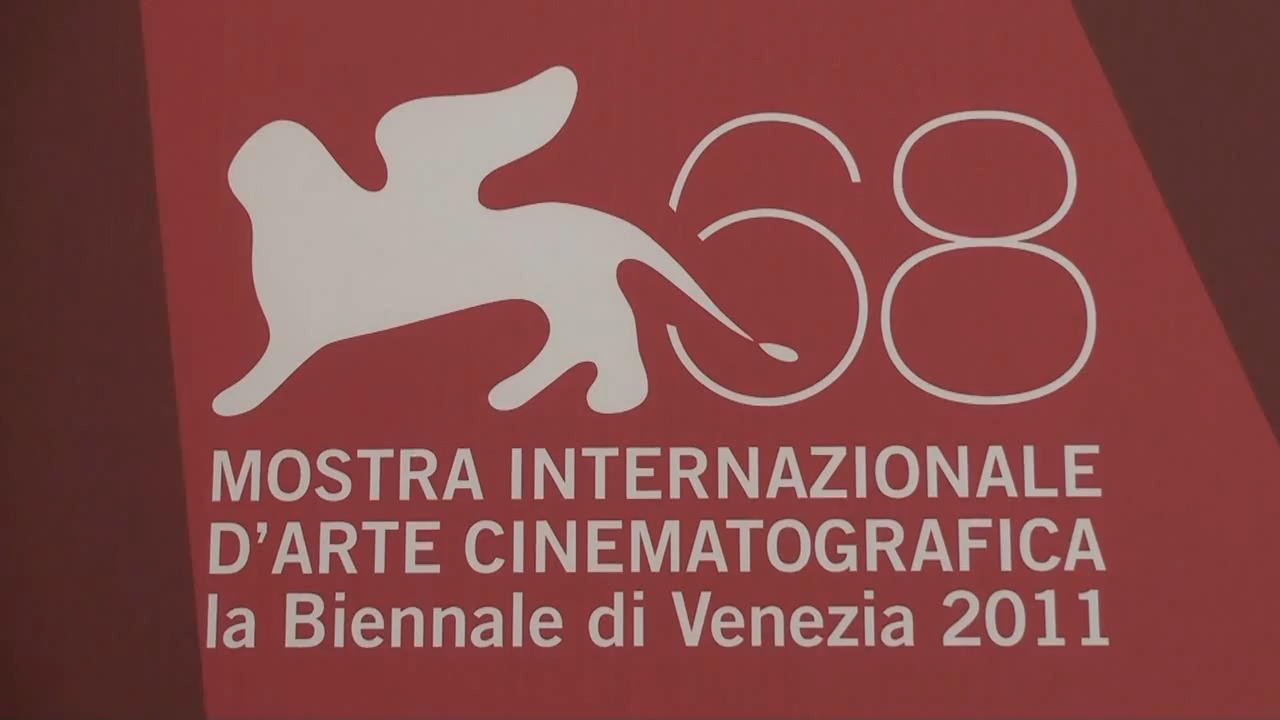 68
MOSTRA INTERNAZIONALE
D'ARTE CINEMATOGRAFICA
la Biennale di Venezia 2011